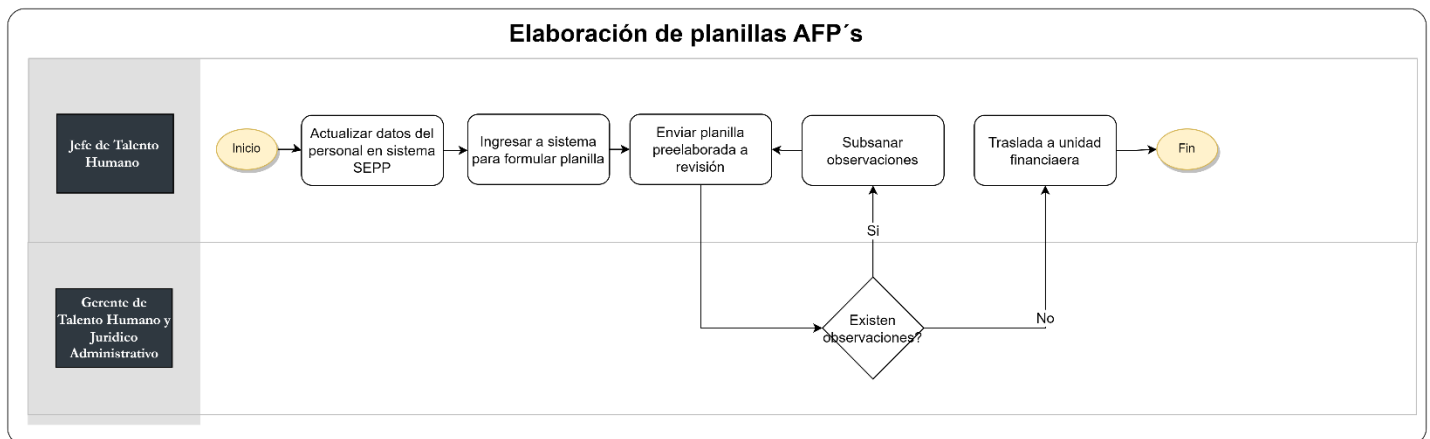 Elaboración de planillas AFP´s
Jefe de Talento
Humano
Inicio
Actualizar datos del
personal en sistema
SEPP
Ingresar a sistema
para formular planilla
Enviar planilla
preelaborada a
revisión
Subsanar
observaciones
Traslada a unidad
financiaera
Fin
Si
Gerente de
Talento Humano y
Juridico
Administrativo
Existen
observaciones?
No